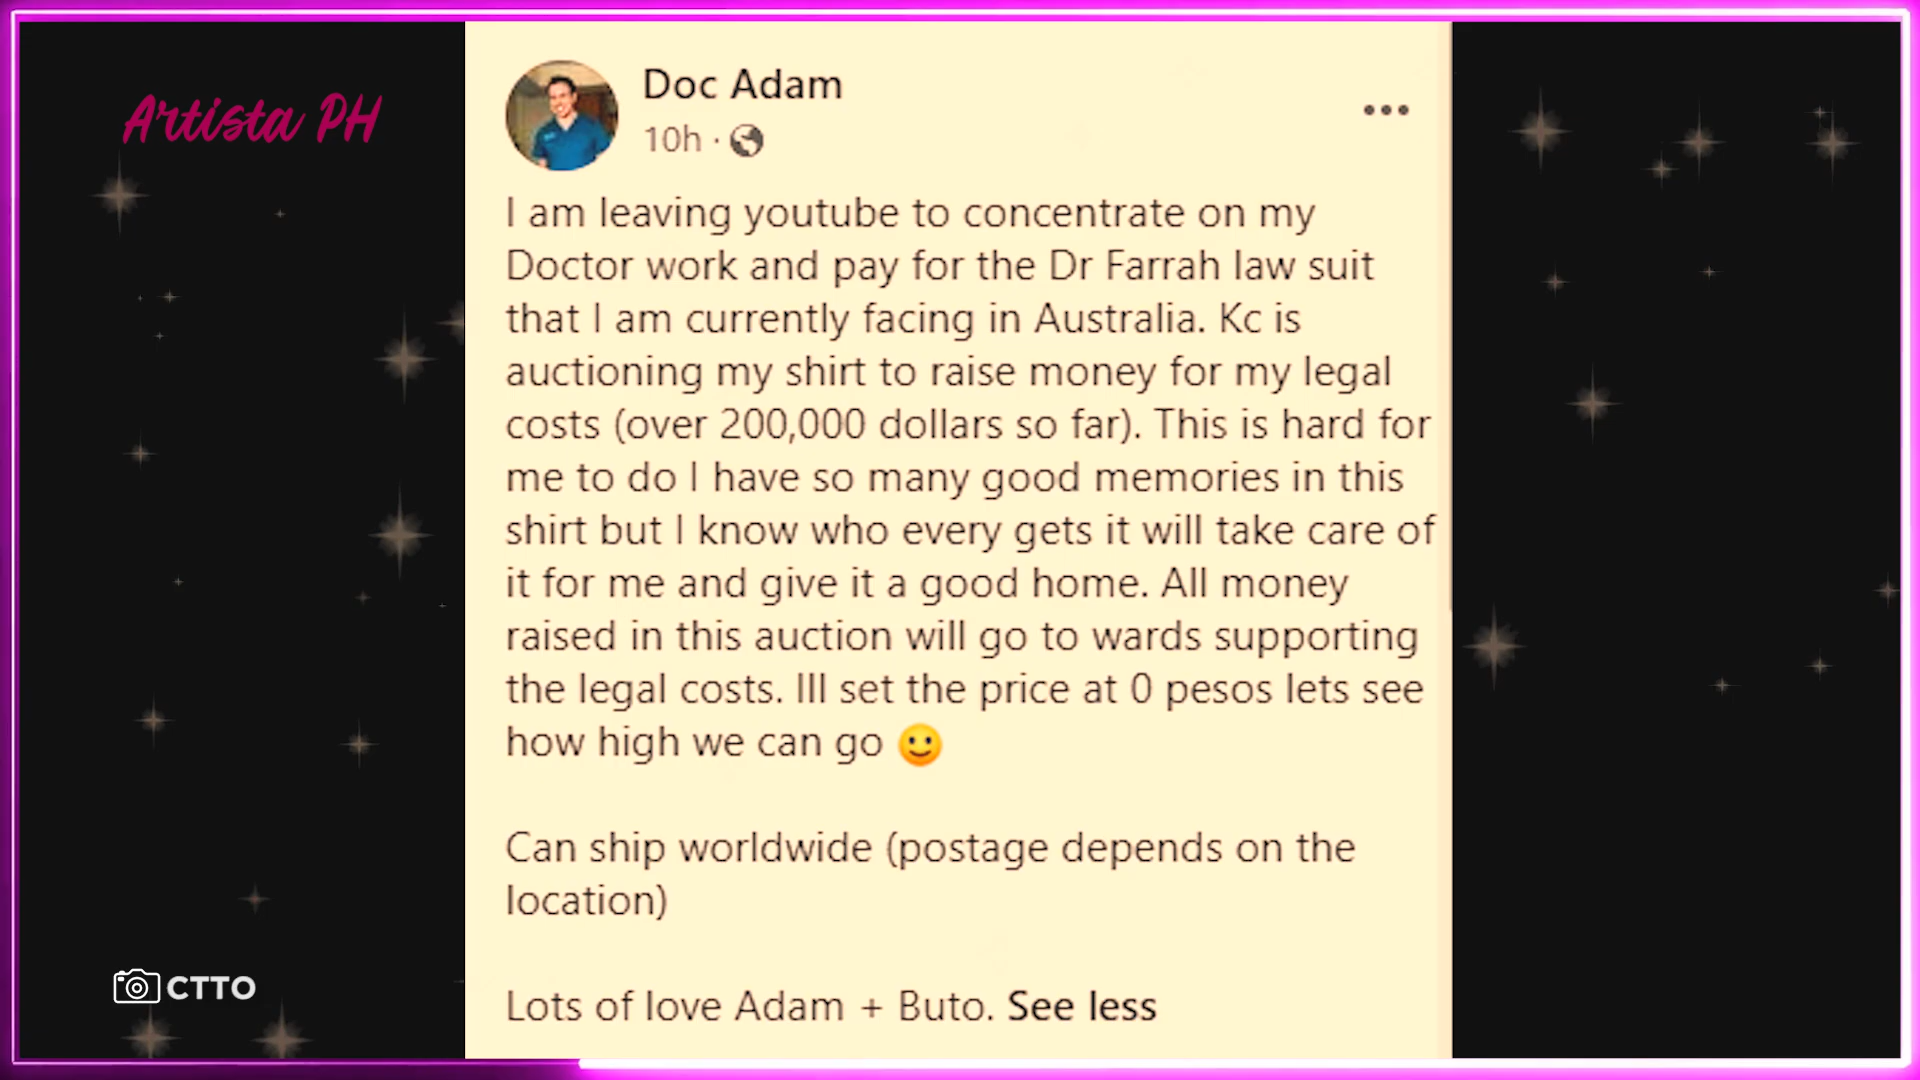 Artista PH
Doc Adam
10h ·
I am leaving youtube to concentrate on my
Doctor work and pay for the Dr Farrah law suit
that I am currently facing in Australia. Kc is
auctioning my shirt to raise money for my legal
costs (over 200,000 dollars so far). This is hard for
me to do I have so many good memories in this
shirt but I know who every gets it will take care of
it for me and give it a good home. All money
raised in this auction will go to wards supporting
the legal costs. Ill set the price at 0 pesos lets see
how high we can go 🙂
Can ship worldwide (postage depends on the
location)
Lots of love Adam + Buto. See less
CTTO